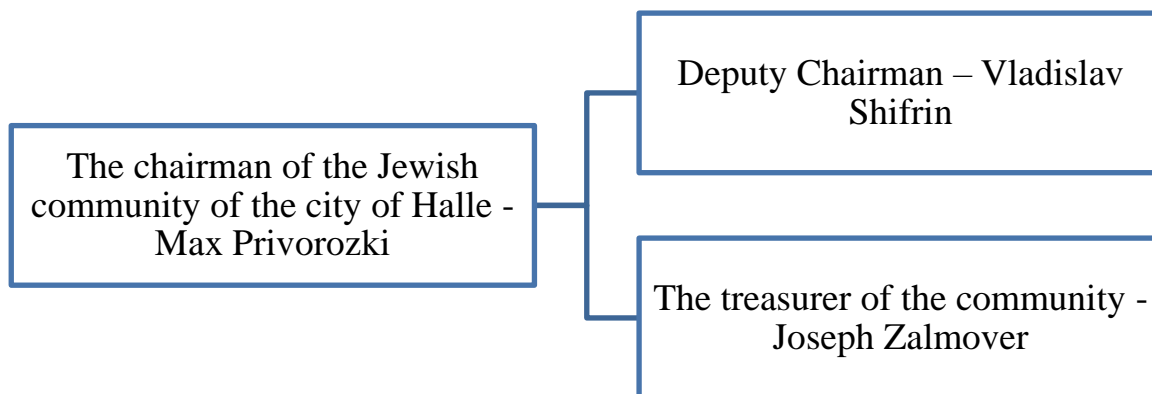 The chairman of the Jewish
community of the city of Halle -
Max Privorozki
Deputy Chairman – Vladislav
Shifrin
The treasurer of the community -
Joseph Zalmover